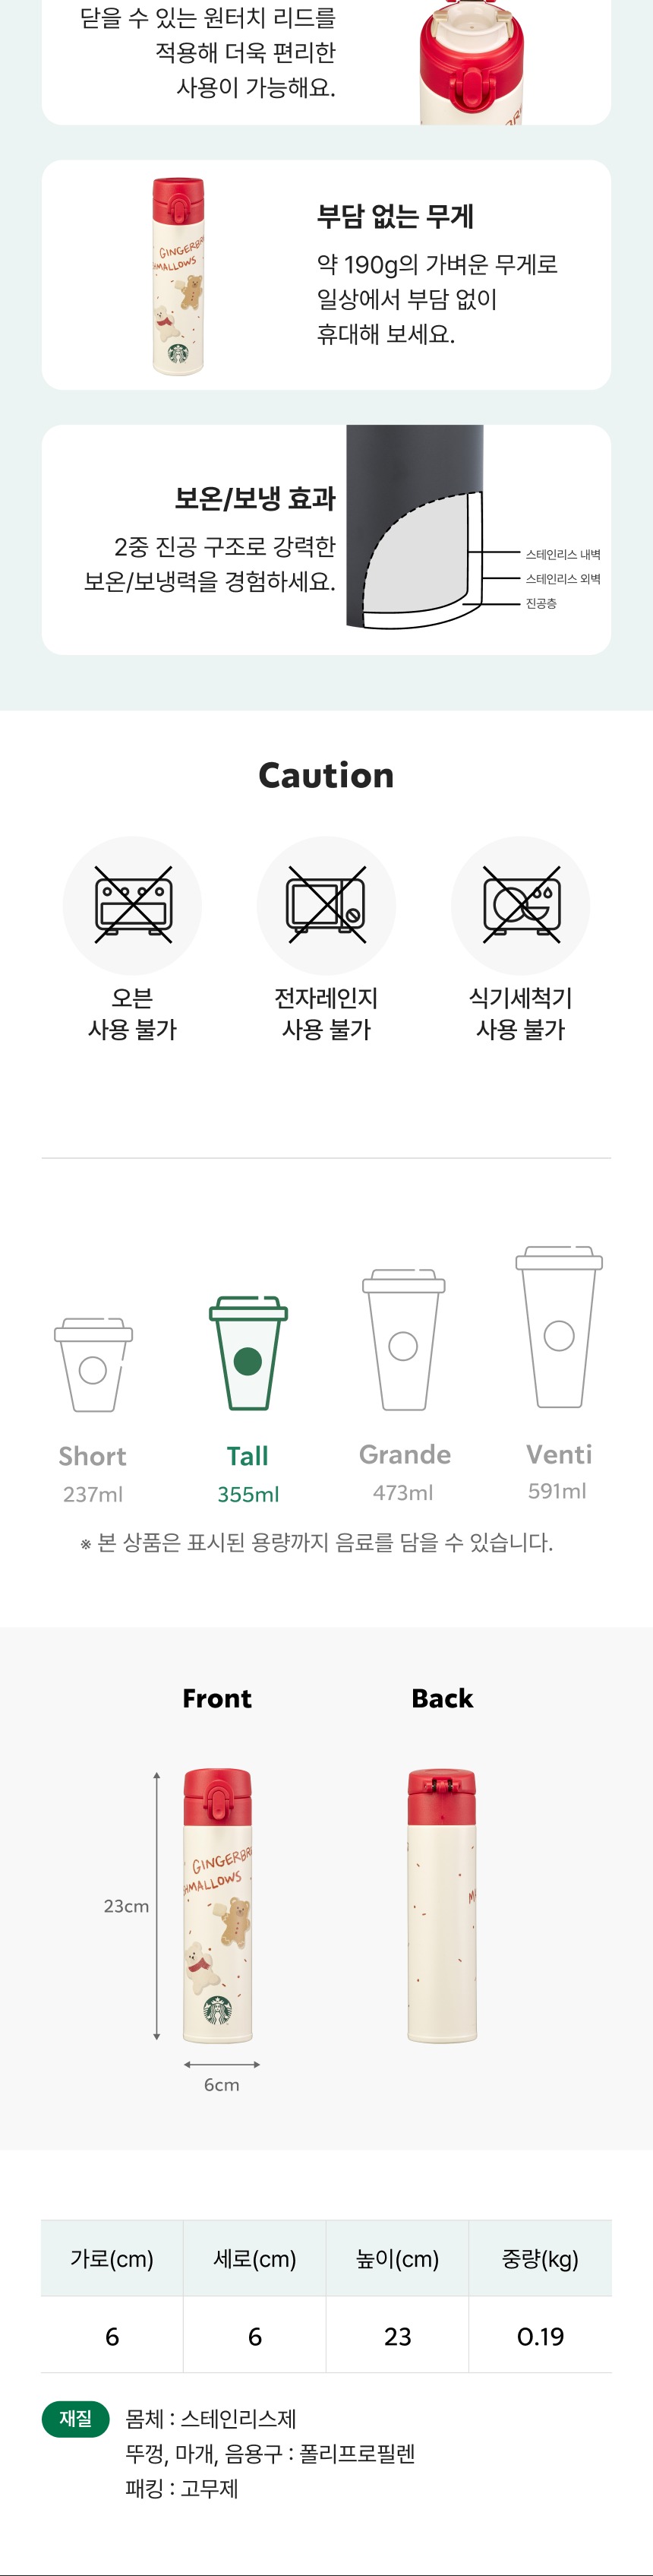 닫을 수 있는 원터치 리드를
적용해 더욱 편리한
사용이 가능해요.
GINGERBR
HMALLOWS
부담 없는 무게
약 190g의 가벼운 무게로
일상에서 부담 없이
휴대해 보세요.
보온/보냉 효과
2중 진공 구조로 강력한
보온/보냉력을 경험하세요.
스테인리스 내벽
스테인리스 외벽
진공층
Caution
오븐
사용 불가
전자레인지
사용 불가
식기세척기
사용 불가
Short
237ml
Tall
355ml
Grande
473ml
Venti
591ml
※ 본 상품은 표시된 용량까지 음료를 담을 수 있습니다.
Front
Back
GINGERBR
HMALLOWS
23cm
6cm
가로(cm) 세로(cm) 높이(cm) 중량(kg)
6 6 23 0.19
재질
몸체 : 스테인리스제
뚜껑, 마개, 음용구 : 폴리프로필렌
패킹 : 고무제